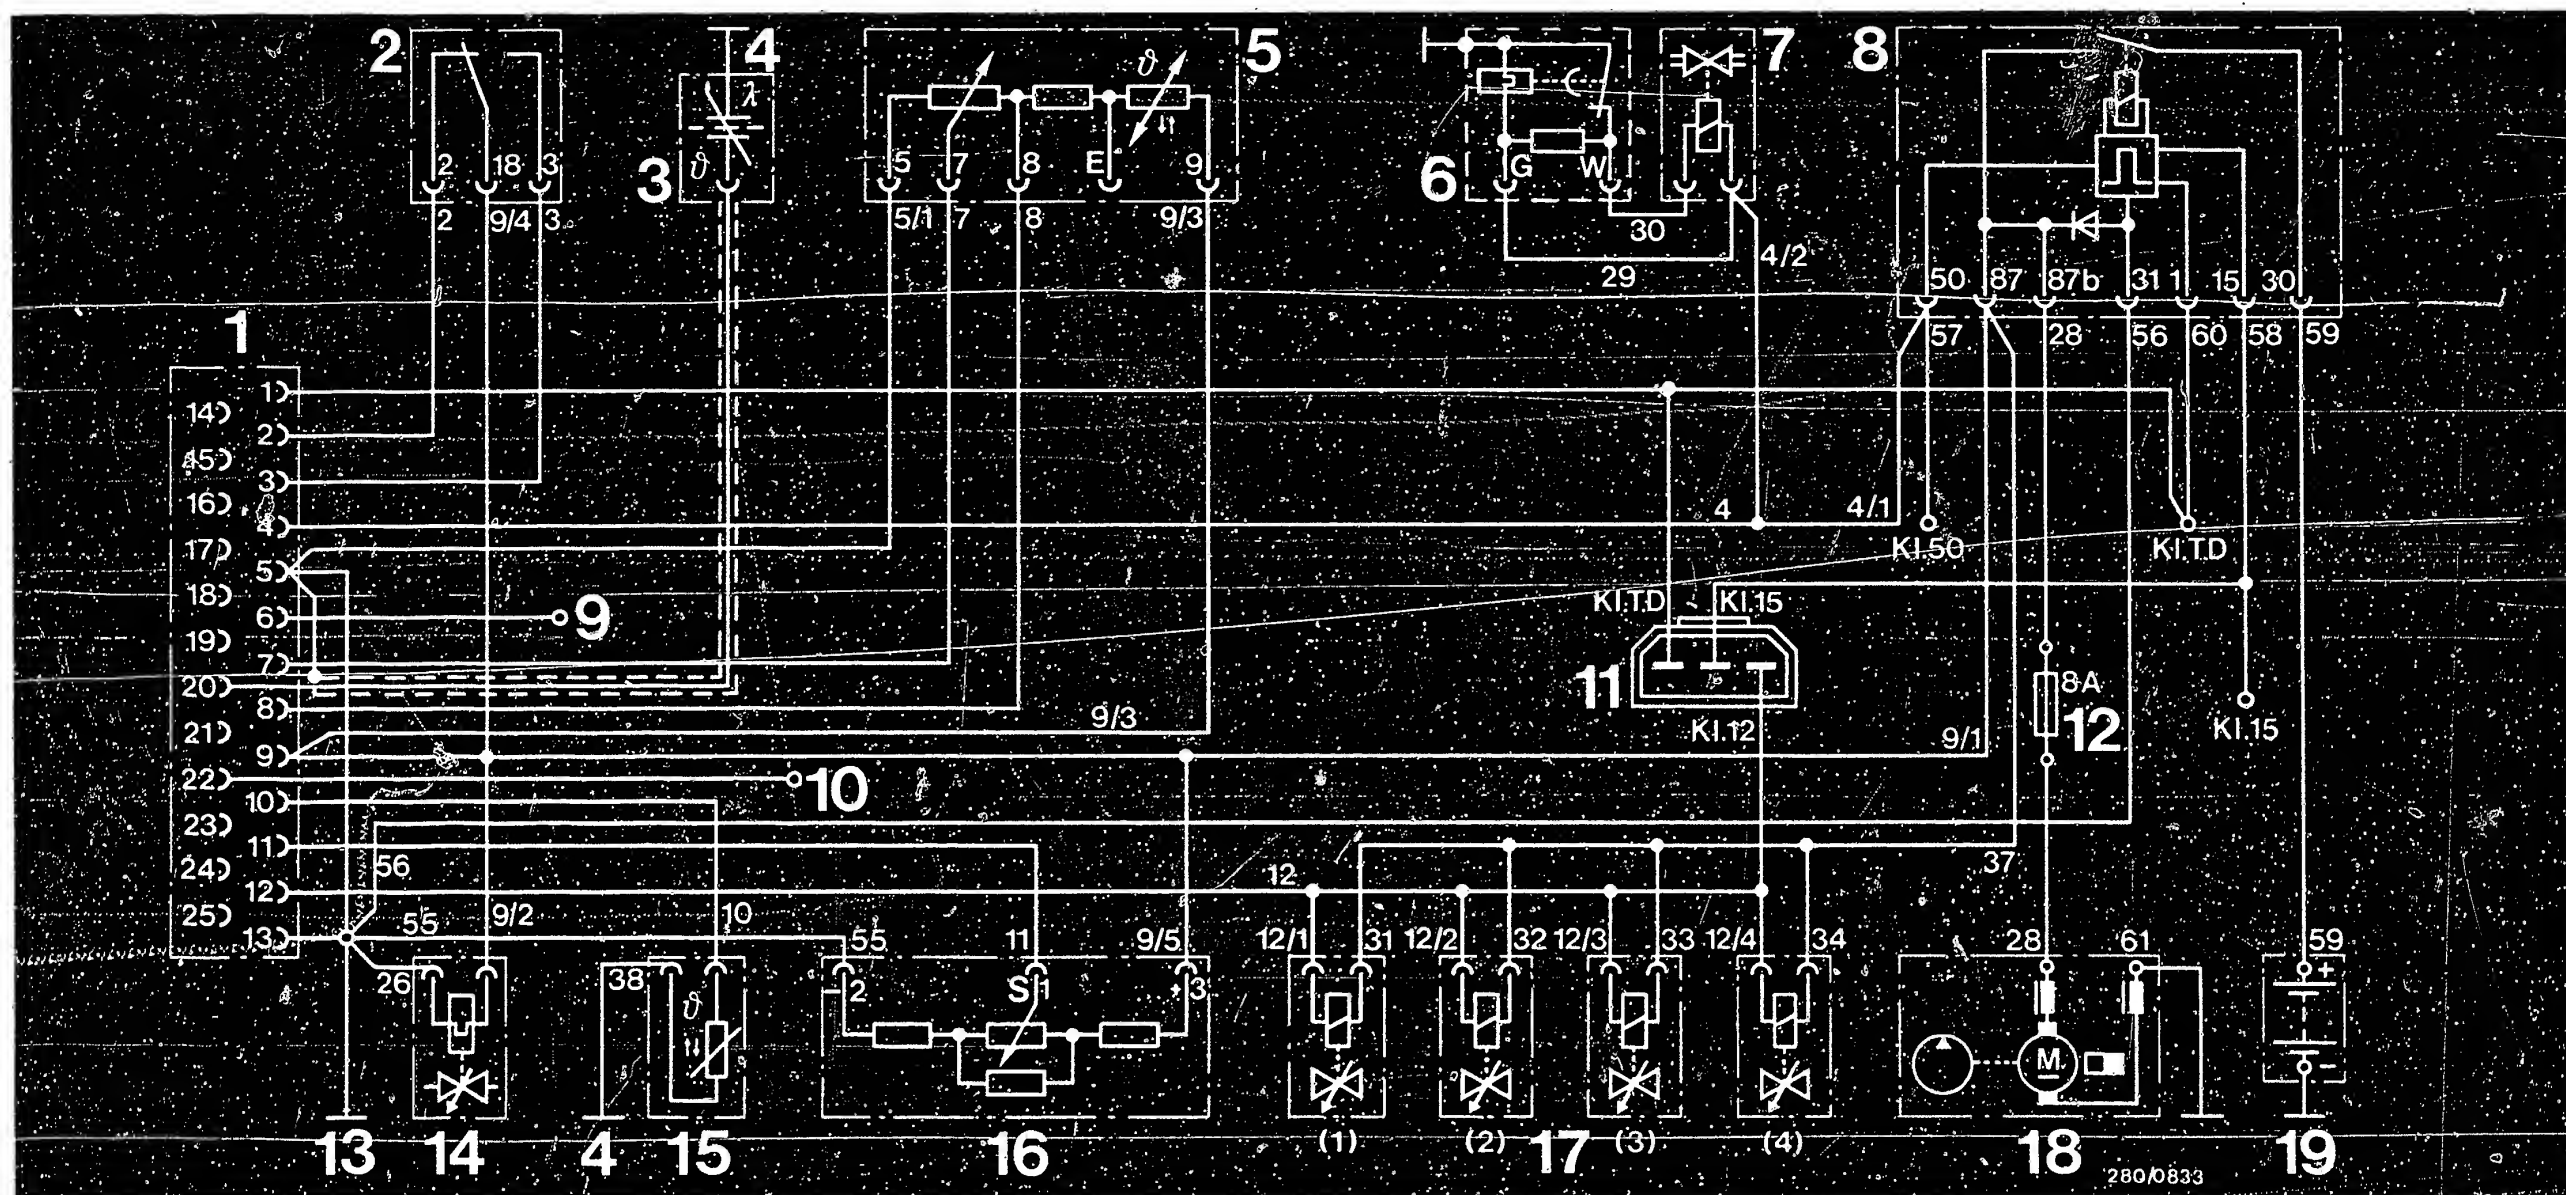 2 4 5 7 8
λ ϑ
ϑ
2 18 3 ϑ 3 5 7 8 E 9 6 G W
2 9/4 3 5/1 7 8 9/3 30
4/2
29
50 87 87b 31 1 15 30
1 57 28 56 60 58 59
1
14
2
15
3
16
4 4 4/1
17 Kl.50 Kl.T.D
5
18 Kl.T.D Kl.15
6 9
19
7
20 11 8A
8 12
9/3 Kl.12 9/1 Kl.15
21
9
22 10
10
23
11
56 37
24
12 12
25 55 9/2 10
13 55 11 9/5 12/1 31 12/2 32 12/3 33 12/4 34 28 61 59
26 38 - 2 S/1 + 3 +
ϑ
M -
(1) (2) (3) (4)
13 14 4 15 16 17 18 19
280/0833